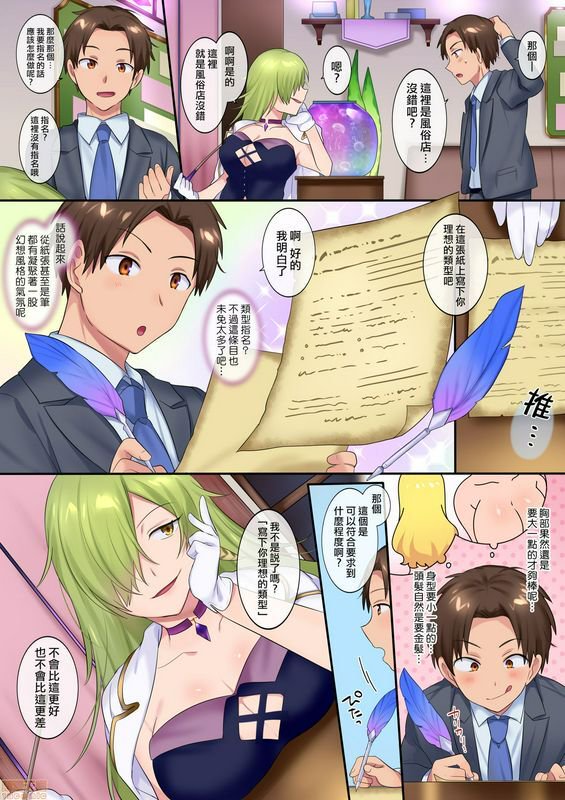 那個⋯
這裡是風俗店⋯
沒錯吧?
嗯?
啊啊是的
這裡
就是風俗店沒錯
那麼那個⋯
我要指名的話
應該怎麼做呢?
指名?
這裡沒有指名哦
在這張紙上寫下你
理想的類型吧
啊 好的
我明白了
推⋯
類型指名?
不過這條目也
未免太多了吧⋯
話說起來
從紙張甚至是筆
都有凝聚著一股
幻想風格的氣氛呢
胸部果然還是
要大一點的才夠棒呢⋯
身型要小一點的⋯
頭髮自然是要金髮⋯
カリカリ
那個
這個是
可以符合要求到
什麼程度啊?
ぴたっ
我不是說了嗎?
「寫下你理想的類型」
不會比這更好
也不會比這更差